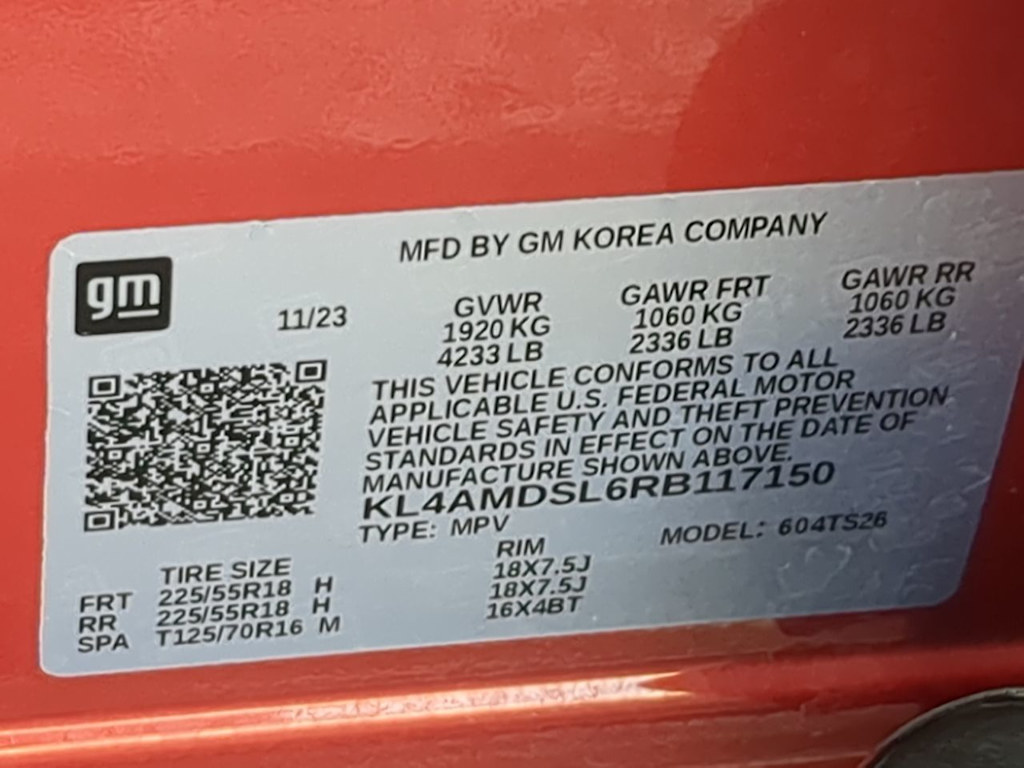 MFD BY GM KOREA COMPANY
gm
11/23
GVWR
1920 KG
4233 LB
GAWR FRT
1060 KG
2336 LB
GAWR RR
1060 KG
2336 LB
THIS VEHICLE CONFORMS TO ALL
APPLICABLE U.S. FEDERAL MOTOR
VEHICLE SAFETY AND THEFT PREVENTION
STANDARDS IN EFFECT ON THE DATE OF
MANUFACTURE SHOWN ABOVE.
KL4AMDSL6RB117150
TYPE: MPV MODEL: 604TS26
TIRE SIZE RIM
FRT 225/55R18 H 18X7.5J
RR 225/55R18 H 18X7.5J
SPA T125/70R16 M 16X4BT